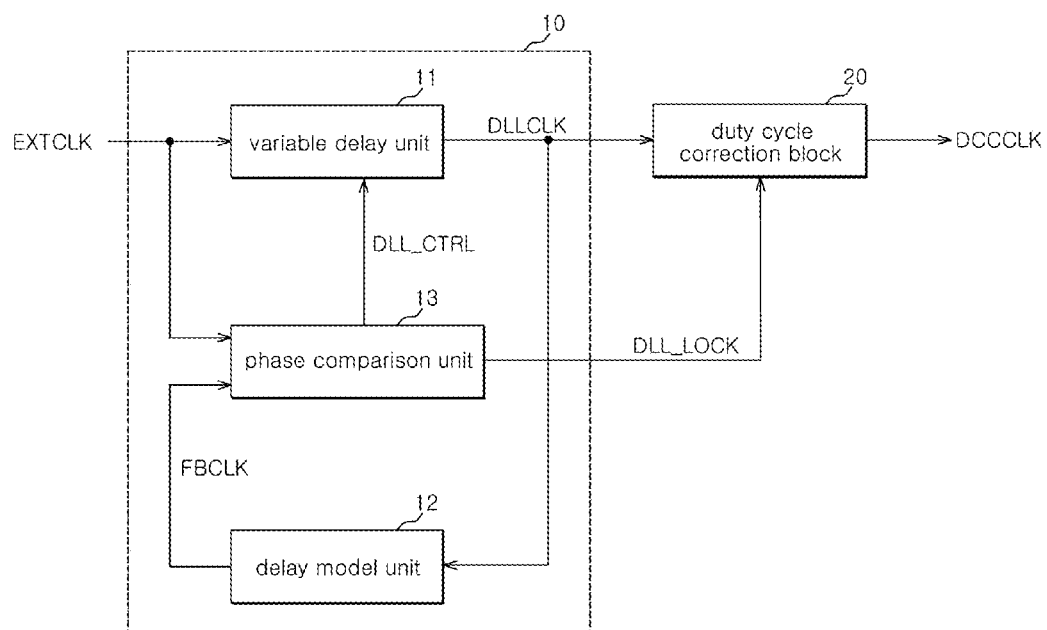 10
11
20
EXTCLK
variable delay unit
DLLCLK
duty cycle
correction block
DCCCLK
DLL_CTRL
13
phase comparison unit
DLL_LOCK
FBCLK
12
delay model unit